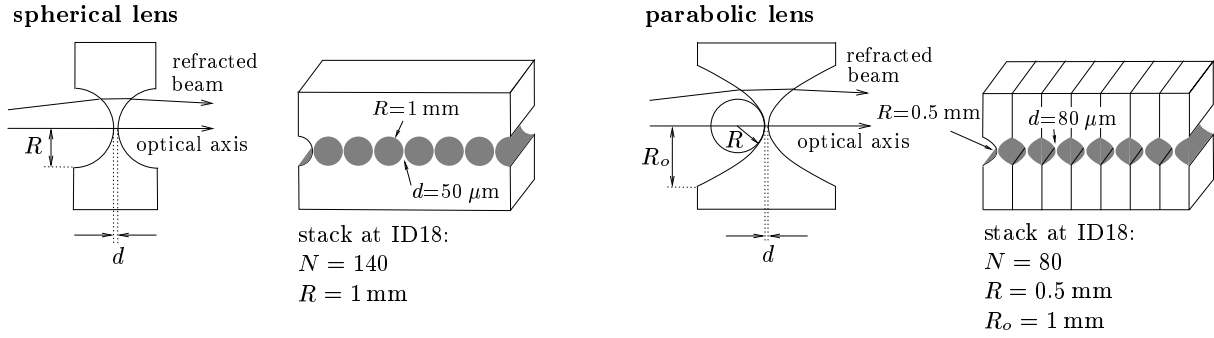 spherical lens
refracted
beam
R
optical axis
d
R=1 mm
d=50 μm
stack at ID18:
N = 140
R = 1 mm
parabolic lens
refracted
beam
R
Rₒ
optical axis
d
R=0.5 mm
d=80 μm
stack at ID18:
N = 80
R = 0.5 mm
Rₒ = 1 mm